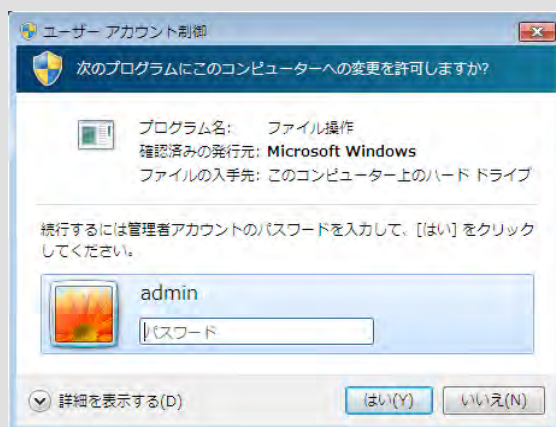 ユーザー アカウント制御
次のプログラムにこのコンピューターへの変更を許可しますか?
プログラム名: ファイル操作
確認済みの発行元: Microsoft Windows
ファイルの入手先: このコンピューター上のハード ドライブ
続行するには管理者アカウントのパスワードを入力して、[はい] をクリック
してください。
admin
パスワード
詳細を表示する(D)
はい(Y)
いいえ(N)